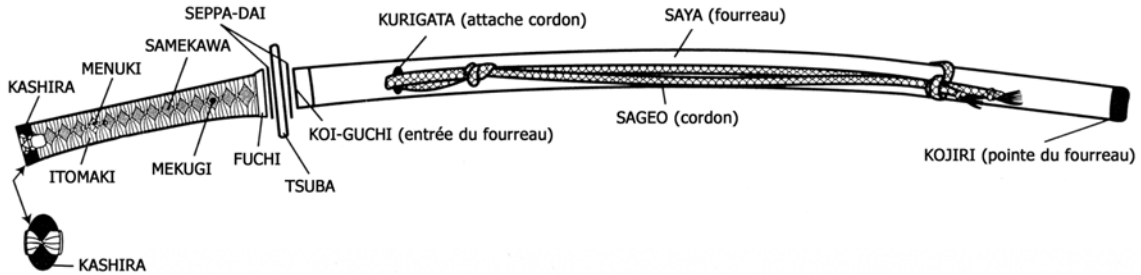 SEPPA-DAI
KURIGATA (attache cordon)
SAYA (fourreau)
SAMEKAWA
MENUKI
KASHIRA
SAGEO (cordon)
KOI-GUCHI (entrée du fourreau)
KOJIRI (pointe du fourreau)
FUCHI
MEKUGI
ITOMAKI
TSUBA
KASHIRA